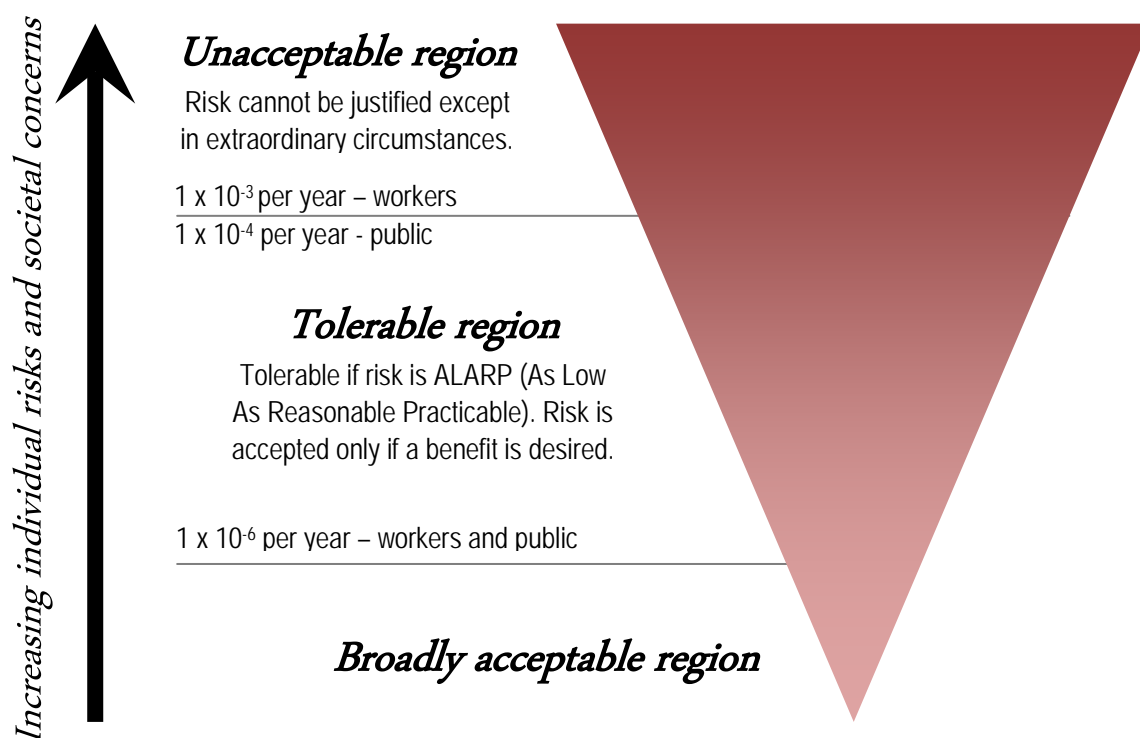 Increasing individual risks and societal concerns
Unacceptable region
Risk cannot be justified except
in extraordinary circumstances.
1 x 10⁻³ per year – workers
1 x 10⁻⁴ per year - public
Tolerable region
Tolerable if risk is ALARP (As Low
As Reasonable Practicable). Risk is
accepted only if a benefit is desired.
1 x 10⁻⁶ per year – workers and public
Broadly acceptable region